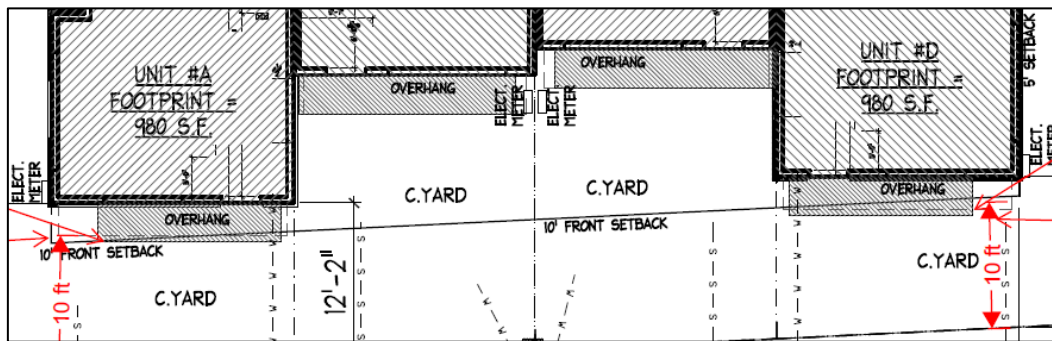 UNIT #A
FOOTPRINT =
980 S.F.
OVERHANG
ELECT.
METER
ELECT.
METER
OVERHANG
UNIT #D
FOOTPRINT =
980 S.F.
5' SETBACK
ELECT.
METER
ELECT.
METER
OVERHANG
10' FRONT SETBACK
C.YARD
C.YARD
10' FRONT SETBACK
OVERHANG
C.YARD
10 ft
C.YARD
12'-2"
10 ft
W W W W
S S S S
W W
W W
S S S S
W W W W
S S S
S